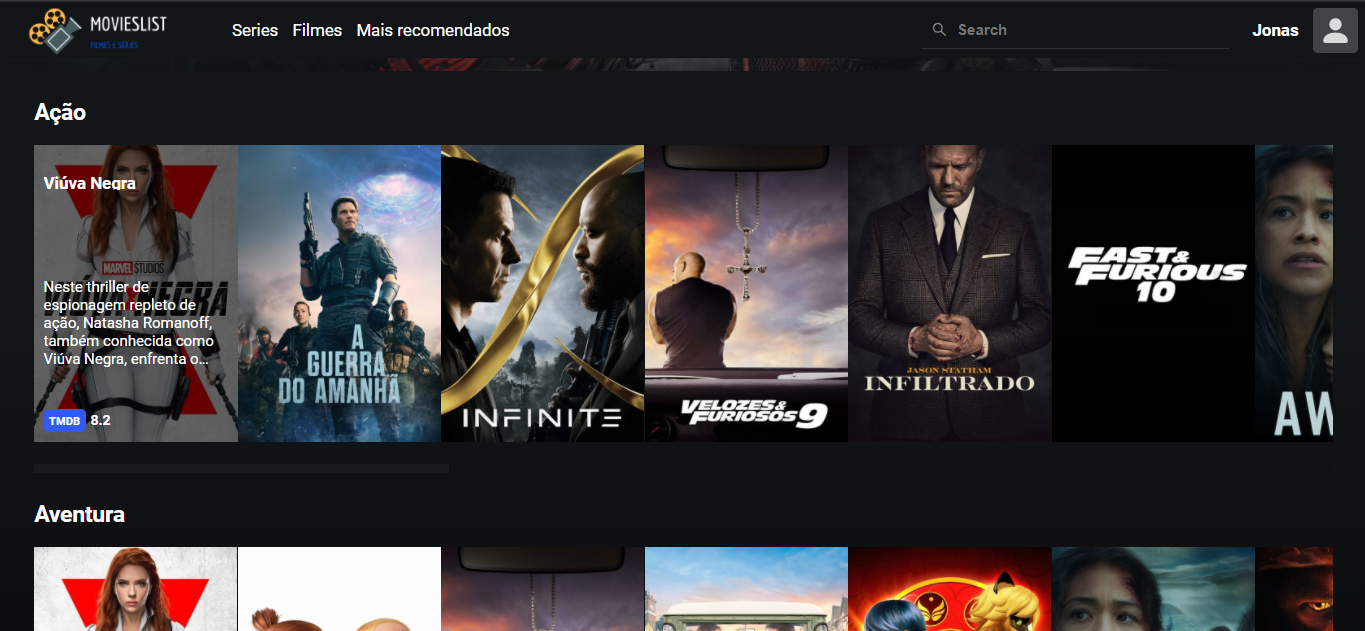 MOVIESLIST
FILMES E SÉRIES
Series Filmes Mais recomendados
Search
Jonas
Ação
Viúva Negra
MARVEL STUDIOS
Neste thriller de
espionagem repleto de
ação, Natasha Romanoff,
também conhecida como
Viúva Negra, enfrenta o...
TMDB 8.2
A
GUERRA
DO AMANHÃ
INFINITE
VELOZES &
FURIOSOS 9
JASON STATHAM
INFILTRADO
FAST &
FURIOUS
10
AW
Aventura